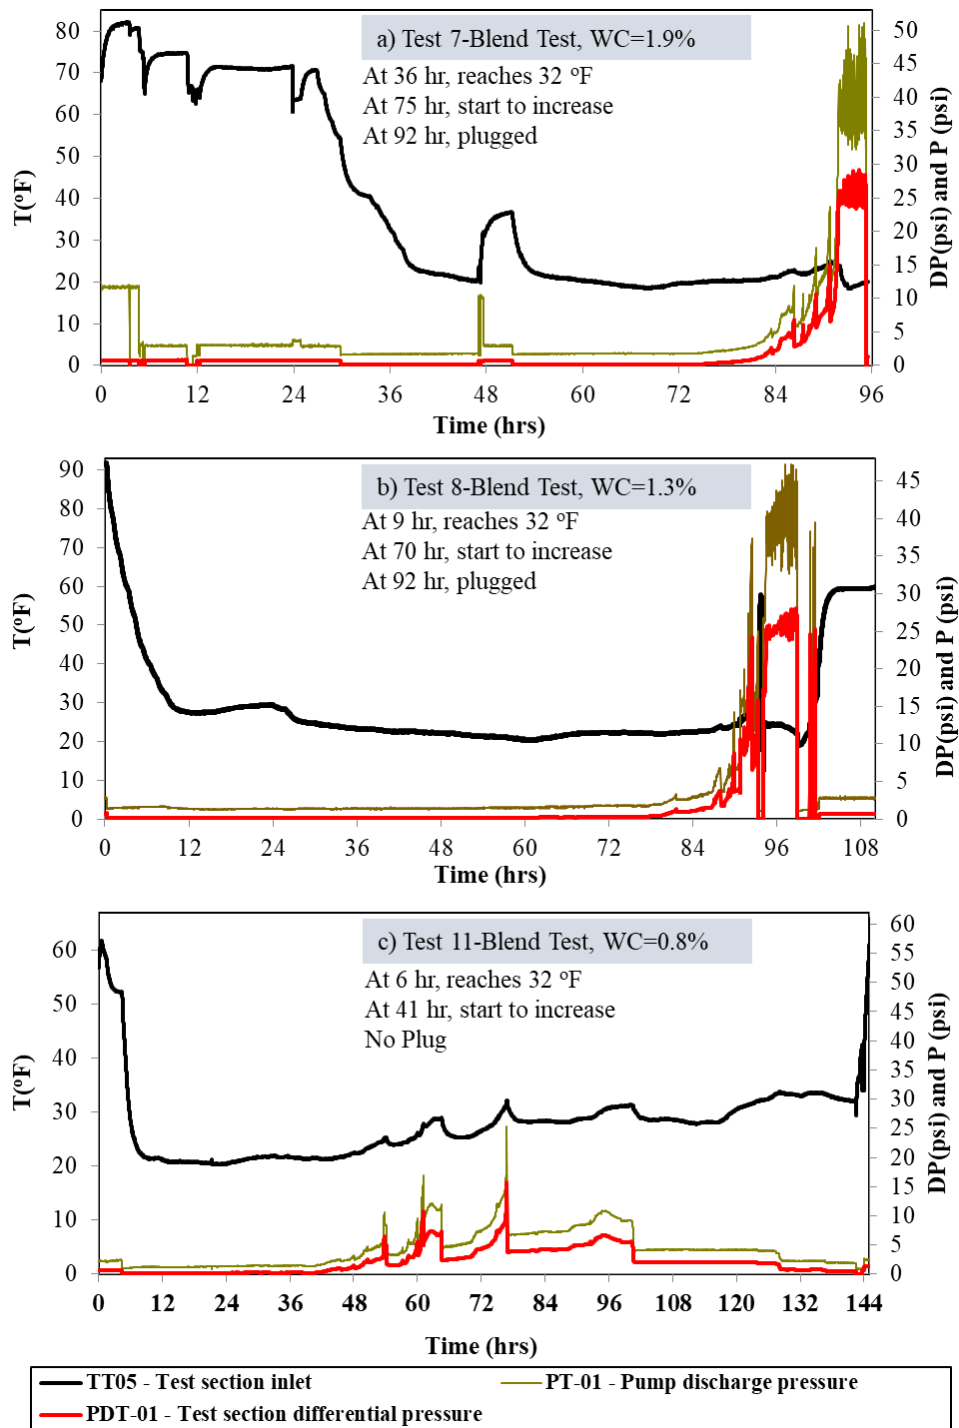 a) Test 7-Blend Test, WC=1.9%
At 36 hr, reaches 32 ºF
At 75 hr, start to increase
At 92 hr, plugged
T(ºF)
80
70
60
50
40
30
20
10
0
DP(psi) and P (psi)
50
45
40
35
30
25
20
15
10
5
0
0 12 24 36 48 60 72 84 96
Time (hrs)
b) Test 8-Blend Test, WC=1.3%
At 9 hr, reaches 32 ºF
At 70 hr, start to increase
At 92 hr, plugged
T(ºF)
90
80
70
60
50
40
30
20
10
0
DP(psi) and P (psi)
45
40
35
30
25
20
15
10
5
0
0 12 24 36 48 60 72 84 96 108
Time (hrs)
c) Test 11-Blend Test, WC=0.8%
At 6 hr, reaches 32 ºF
At 41 hr, start to increase
No Plug
T(ºF)
60
50
40
30
20
10
0
DP(psi) and P (psi)
60
55
50
45
40
35
30
25
20
15
10
5
0
0 12 24 36 48 60 72 84 96 108 120 132 144
Time (hrs)
TT05 - Test section inlet
PT-01 - Pump discharge pressure
PDT-01 - Test section differential pressure